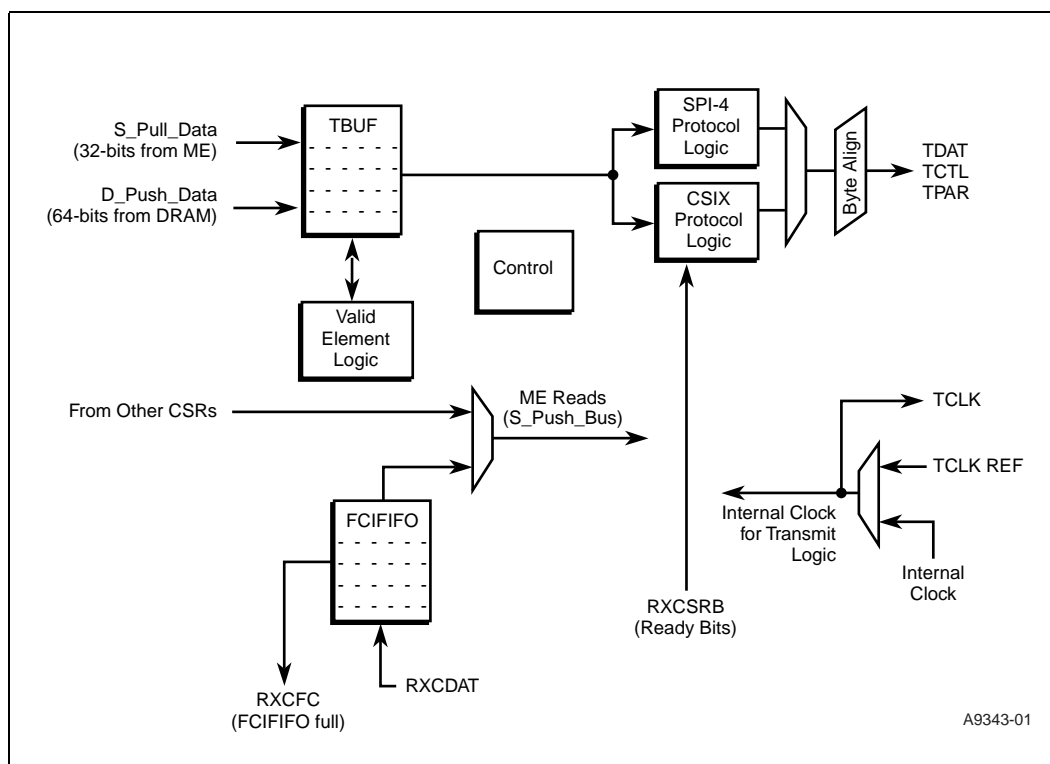 S_Pull_Data
(32-bits from ME)
D_Push_Data
(64-bits from DRAM)
TBUF
SPI-4
Protocol
Logic
CSIX
Protocol
Logic
Byte Align
TDAT
TCTL
TPAR
Control
Valid
Element
Logic
From Other CSRs
ME Reads
(S_Push_Bus)
TCLK
TCLK REF
Internal Clock
for Transmit
Logic
Internal
Clock
FCIFIFO
RXCSRB
(Ready Bits)
RXCDAT
RXCFC
(FCIFIFO full)
A9343-01